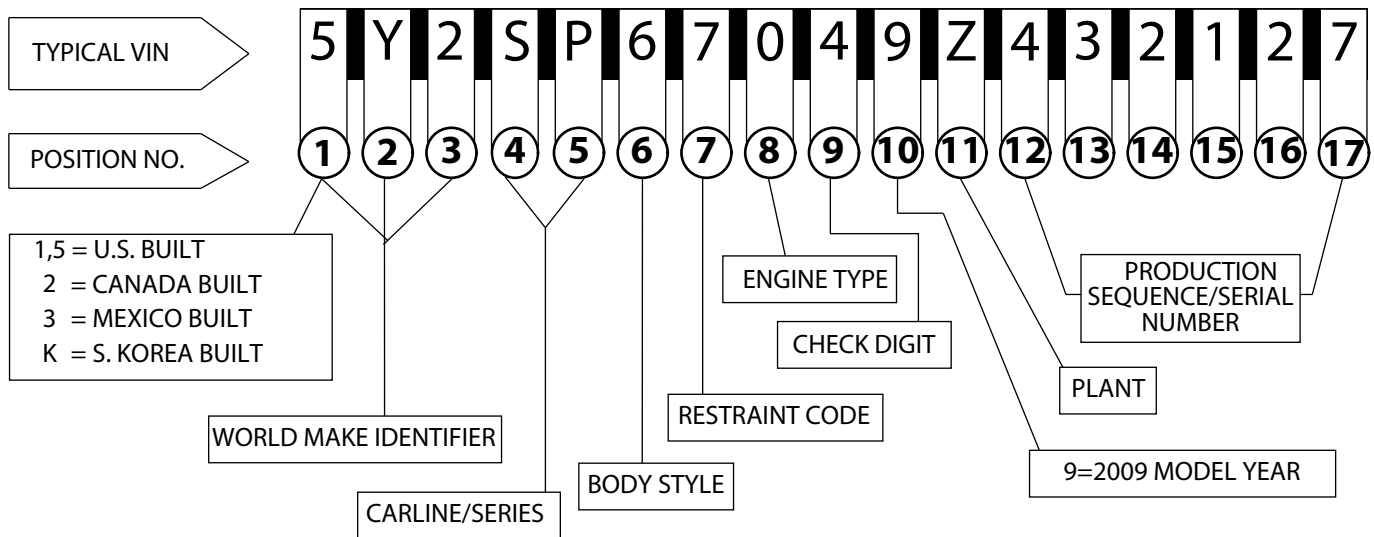 TYPICAL VIN
5 Y 2 S P 6 7 0 4 9 Z 4 3 2 1 2 7
POSITION NO.
1 2 3 4 5 6 7 8 9 10 11 12 13 14 15 16 17
1,5 = U.S. BUILT
2 = CANADA BUILT
3 = MEXICO BUILT
K = S. KOREA BUILT
WORLD MAKE IDENTIFIER
CARLINE/SERIES
BODY STYLE
RESTRAINT CODE
ENGINE TYPE
CHECK DIGIT
9=2009 MODEL YEAR
PLANT
PRODUCTION
SEQUENCE/SERIAL
NUMBER